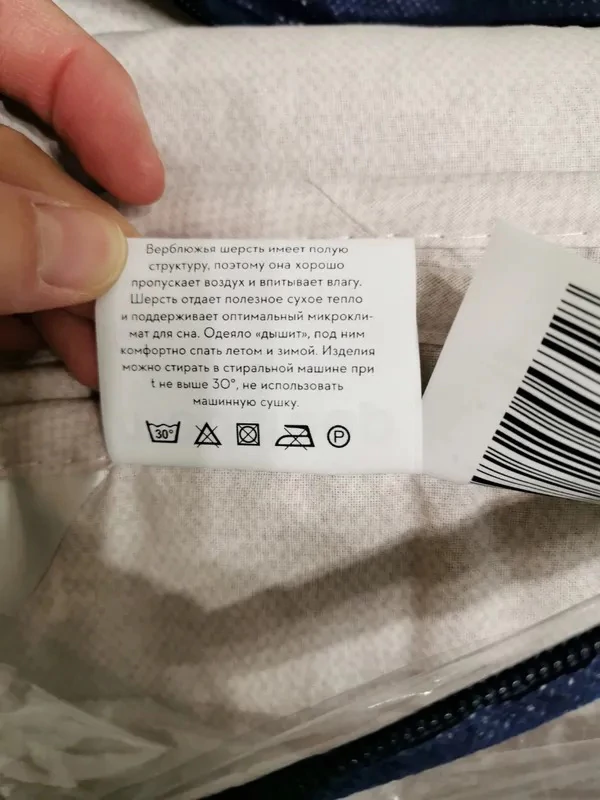 Верблюжья шерсть имеет полую
структуру, поэтому она хорошо
пропускает воздух и впитывает влагу.
Шерсть отдает полезное сухое тепло
и поддерживает оптимальный микрокли-
мат для сна. Одеяло «дышит», под ним
комфортно спать летом и зимой. Изделия
можно стирать в стиральной машине при
t не выше 30°, не использовать
машинную сушку.
30° P